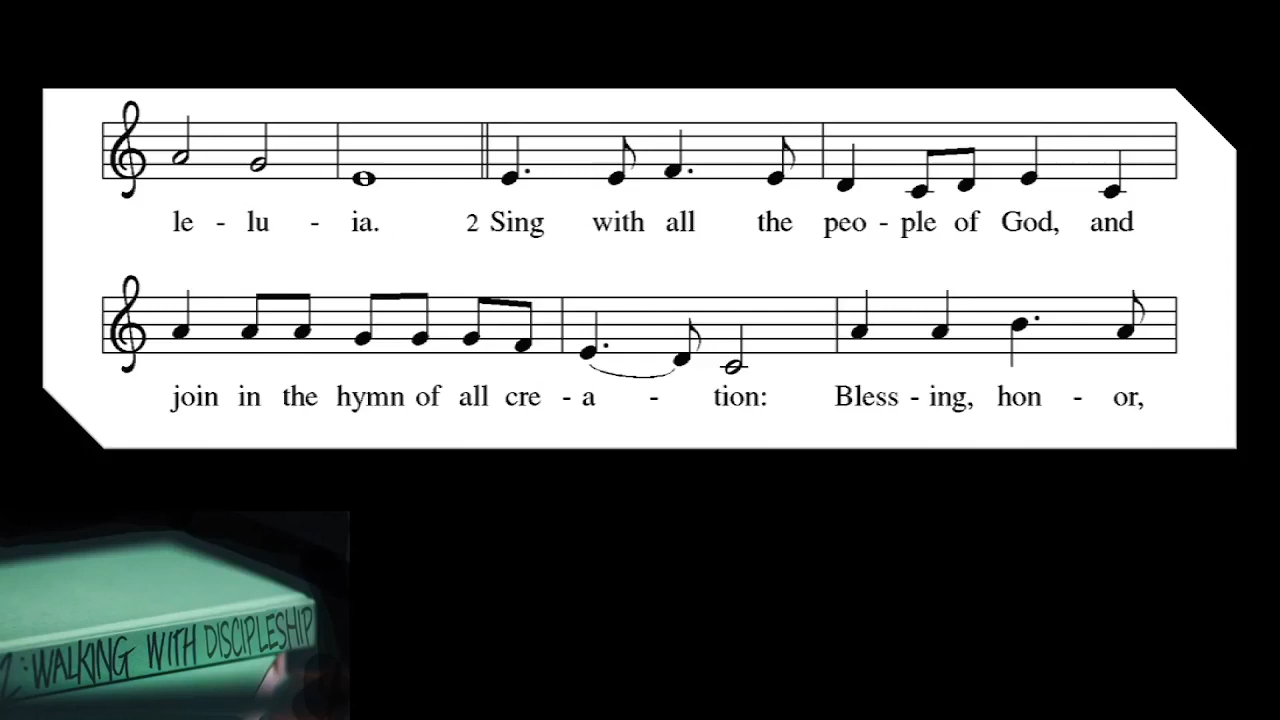 le - lu - ia. 2 Sing with all the peo - ple of God, and
join in the hymn of all cre - a - tion: Bless - ing, hon - or,
2: WALKING WITH DISCIPLESHIP